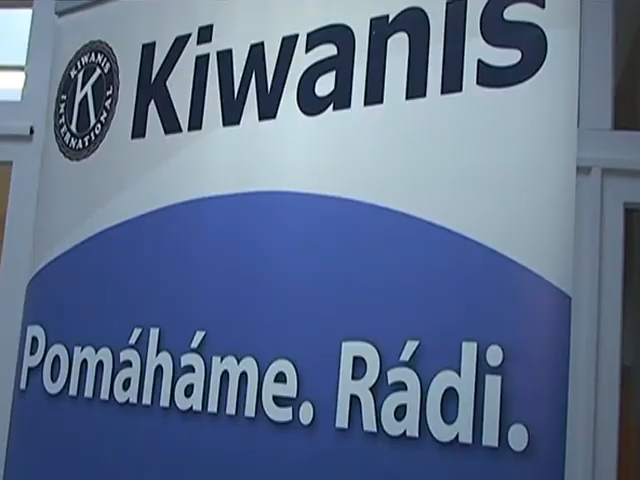 KIWANIS
K
INTERNATIONAL
Kiwanis
Pomáháme. Rádi.